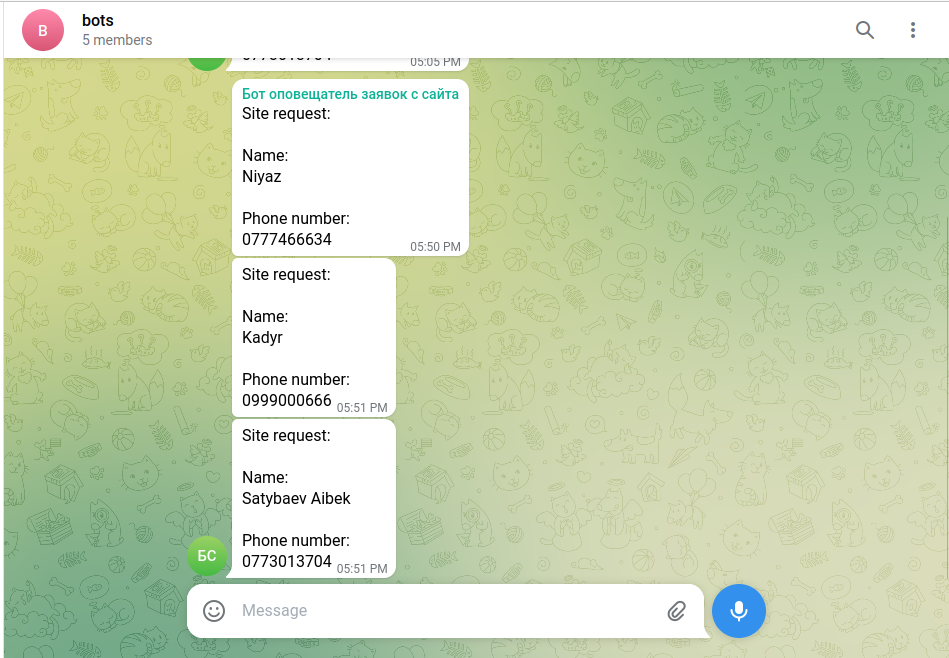 B
bots
5 members
05:05 PM
Бот оповещатель заявок с сайта
Site request:
Name:
Niyaz
Phone number:
0777466634
05:50 PM
Site request:
Name:
Kadyr
Phone number:
0999000666
05:51 PM
Site request:
Name:
Satybaev Aibek
Phone number:
0773013704
05:51 PM
БС
Message